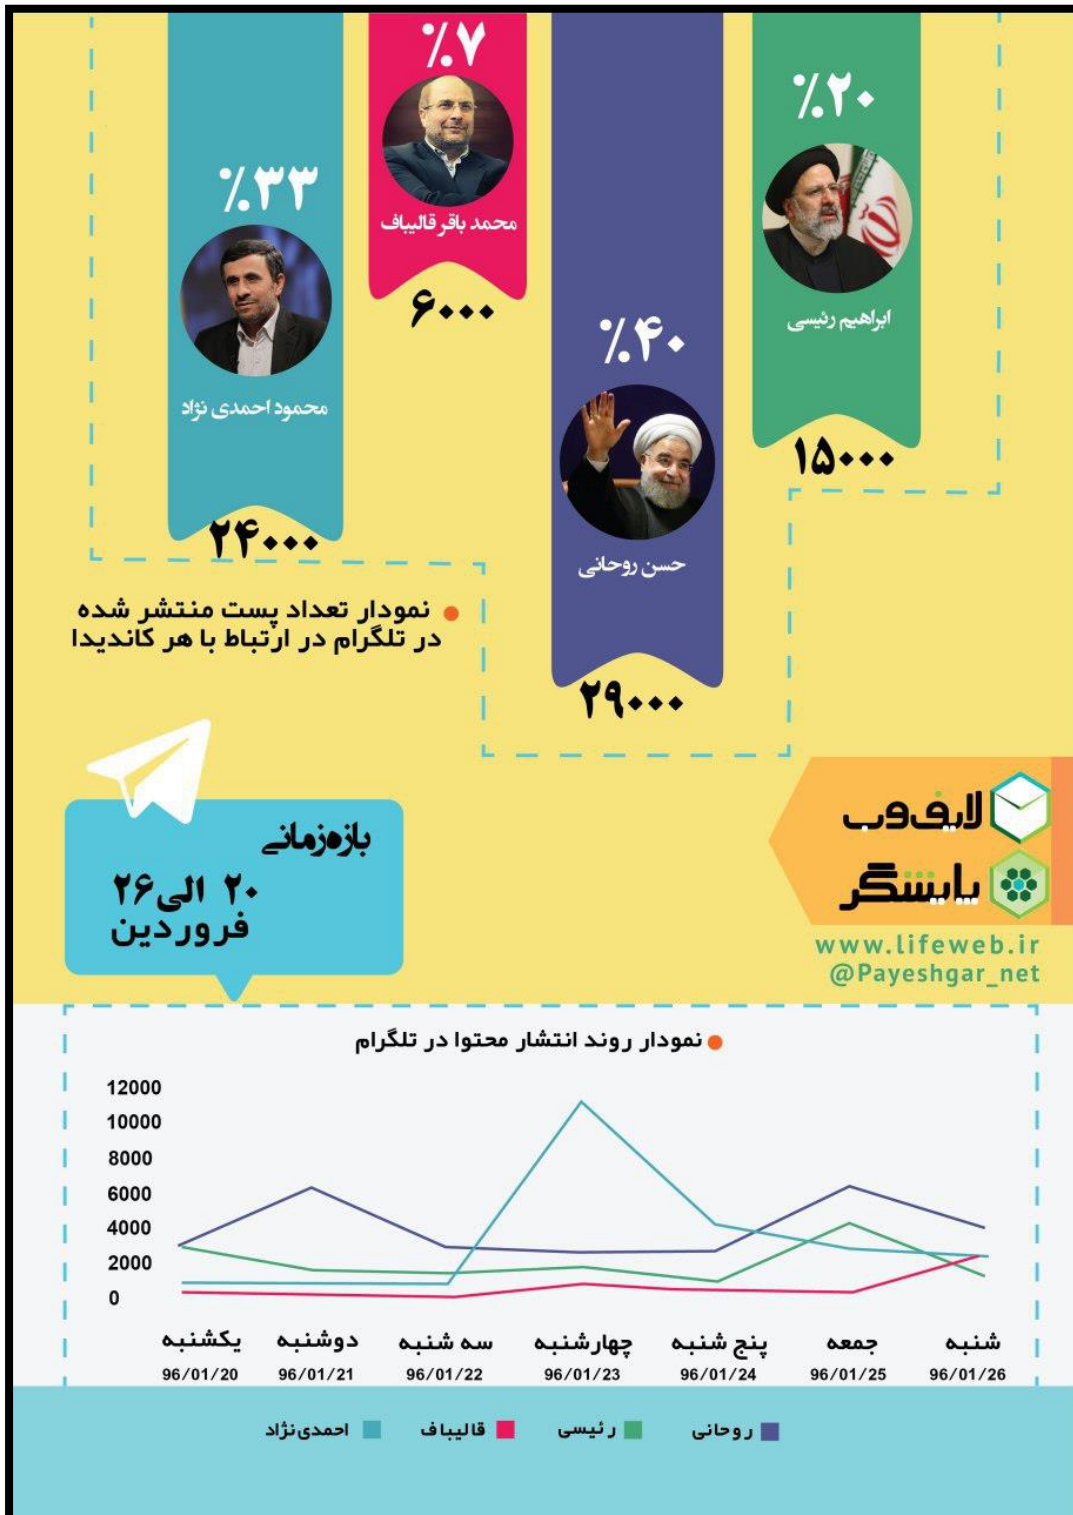 ٪۲۰
ابراهیم رئیسی
۱۵۰۰۰
٪۴۰
حسن روحانی
۲۹۰۰۰
٪۷
محمد باقر قالیباف
۶۰۰۰
٪۳۳
محمود احمدی نژاد
۲۴۰۰۰
نمودار تعداد پست منتشر شده
در تلگرام در ارتباط با هر کاندیدا
لایف‌وب
پایشگر
www.lifeweb.ir
@Payeshgar_net
بازه‌زمانی
۲۰ الی ۲۶
فروردین
نمودار روند انتشار محتوا در تلگرام
12000
10000
8000
6000
4000
2000
0
یکشنبه دوشنبه سه شنبه چهارشنبه پنج شنبه جمعه شنبه
96/01/20 96/01/21 96/01/22 96/01/23 96/01/24 96/01/25 96/01/26
روحانی رئیسی قالیباف احمدی‌نژاد